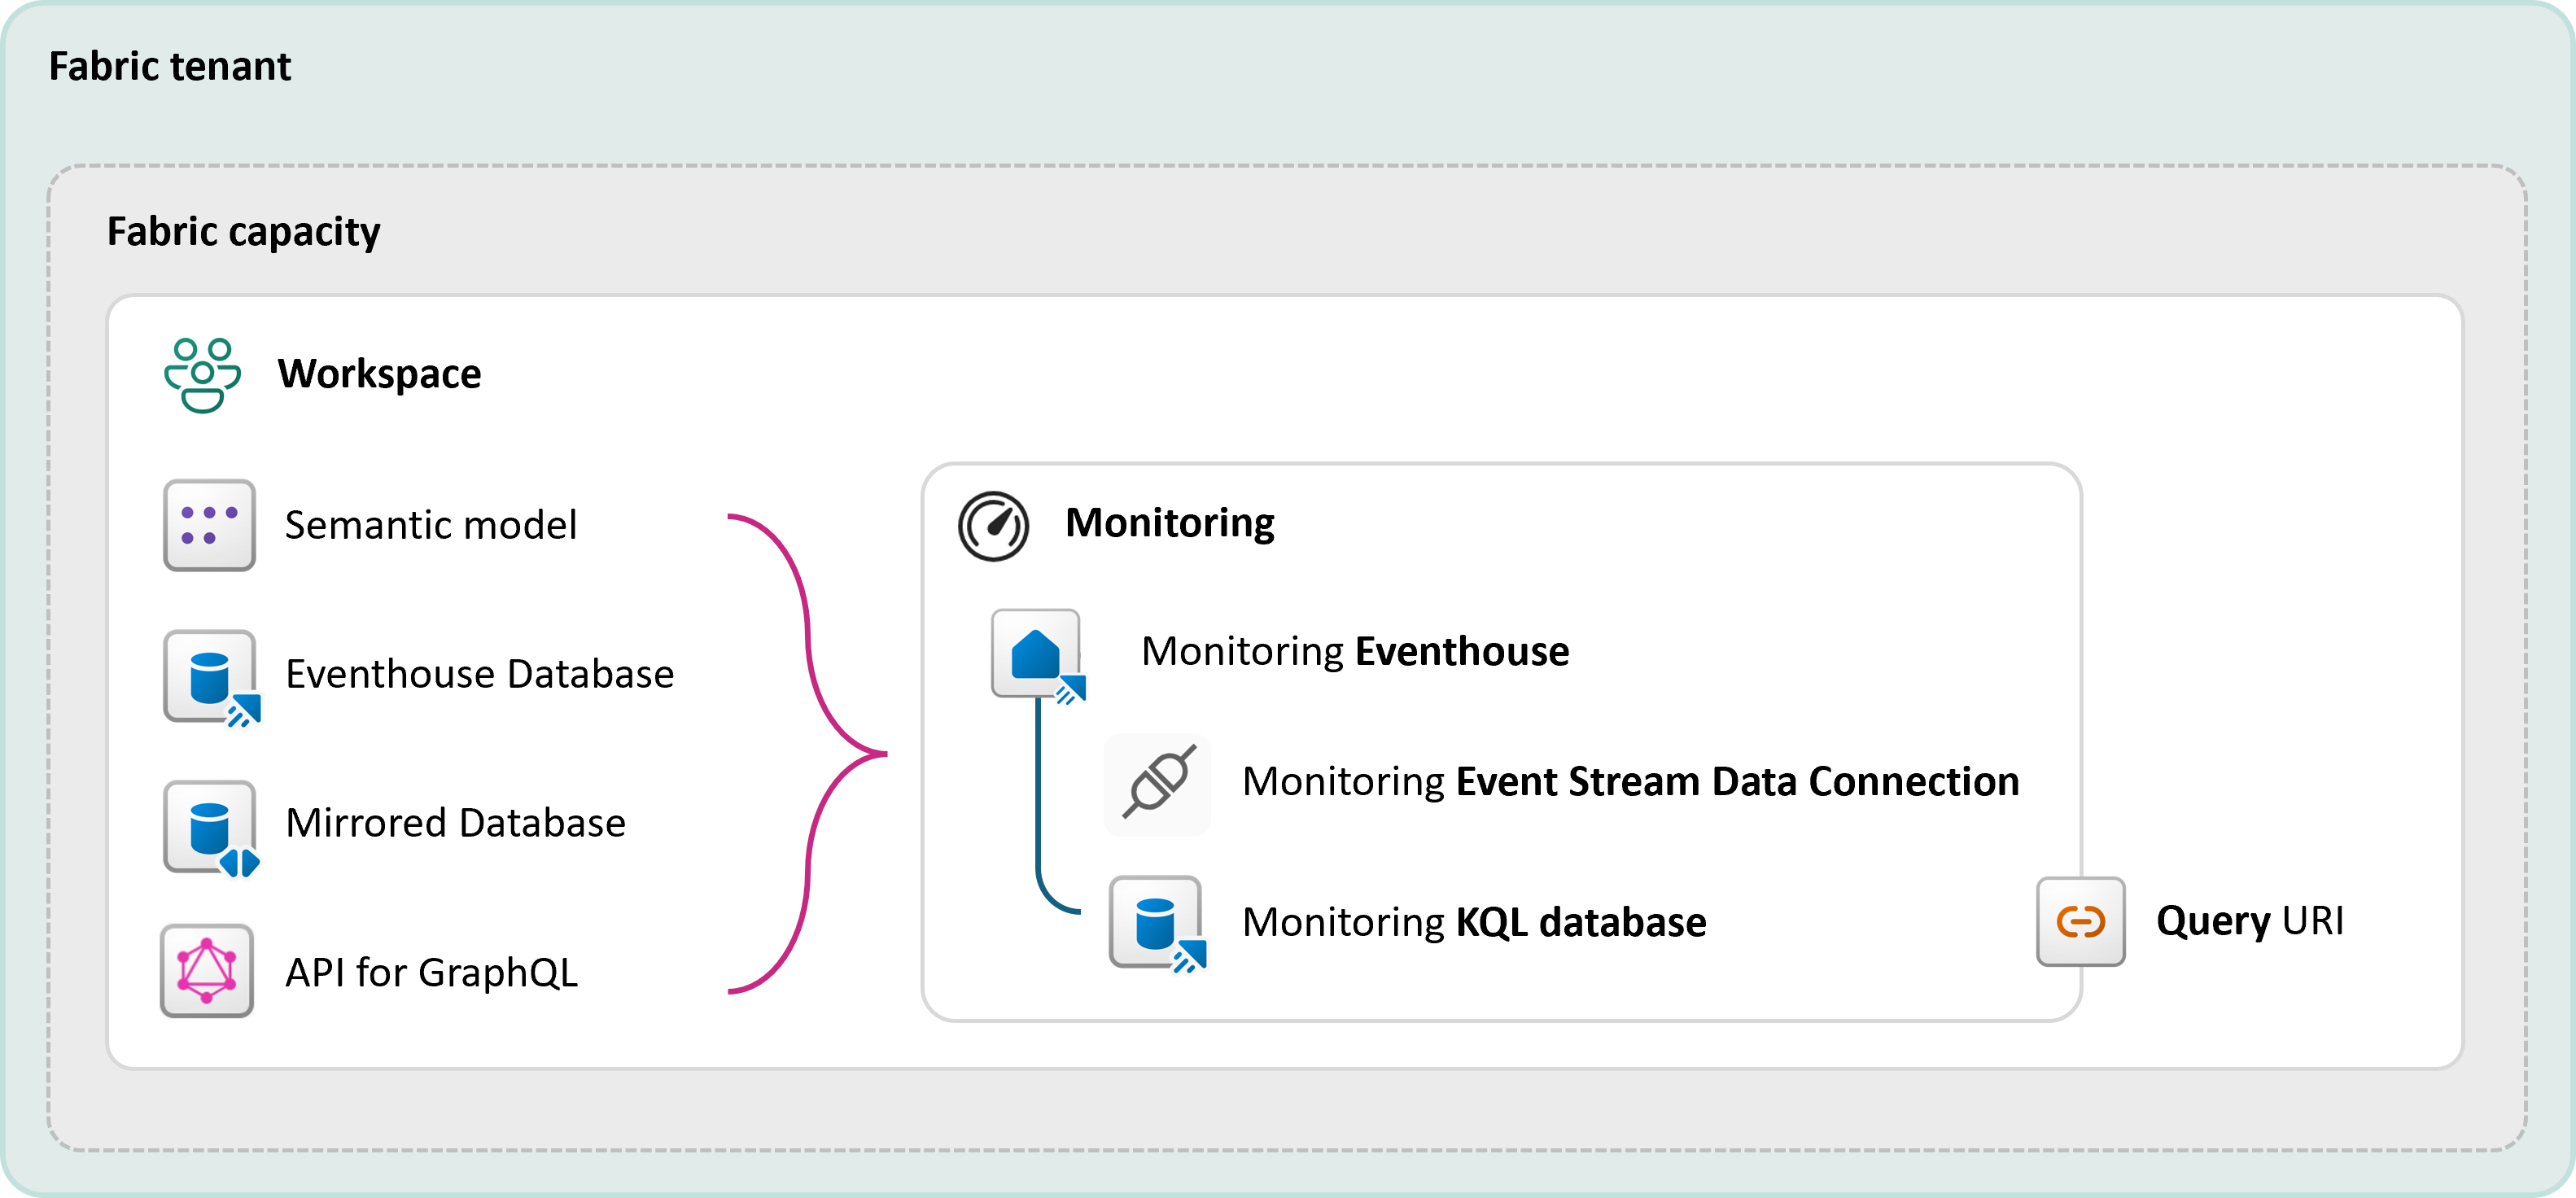 Fabric tenant
Fabric capacity
Workspace
Semantic model
Eventhouse Database
Mirrored Database
API for GraphQL
Monitoring
Monitoring Eventhouse
Monitoring Event Stream Data Connection
Monitoring KQL database
Query URI